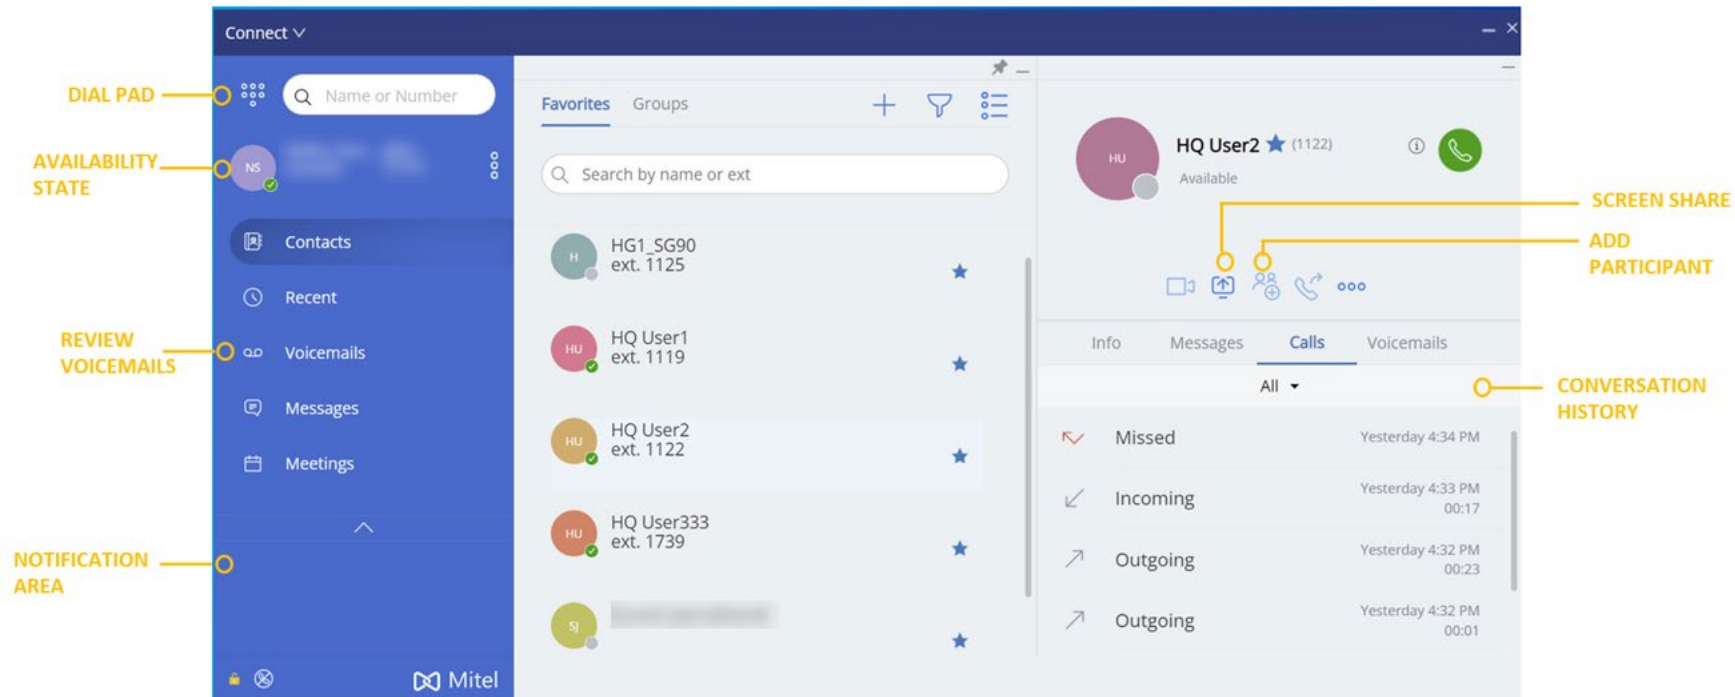 Connect
DIAL PAD
Name or Number
AVAILABILITY
STATE
NS
Contacts
Recent
REVIEW
VOICEMAILS
Voicemails
Messages
Meetings
NOTIFICATION
AREA
Mitel
Favorites Groups
Search by name or ext
H
HG1_SG90
ext. 1125
HU
HQ User1
ext. 1119
HU
HQ User2
ext. 1122
HU
HQ User333
ext. 1739
SJ
HU
HQ User2 (1122)
Available
SCREEN SHARE
ADD
PARTICIPANT
Info Messages Calls Voicemails
All
CONVERSATION
HISTORY
Missed Yesterday 4:34 PM
Incoming Yesterday 4:33 PM
00:17
Outgoing Yesterday 4:32 PM
00:23
Outgoing Yesterday 4:32 PM
00:01